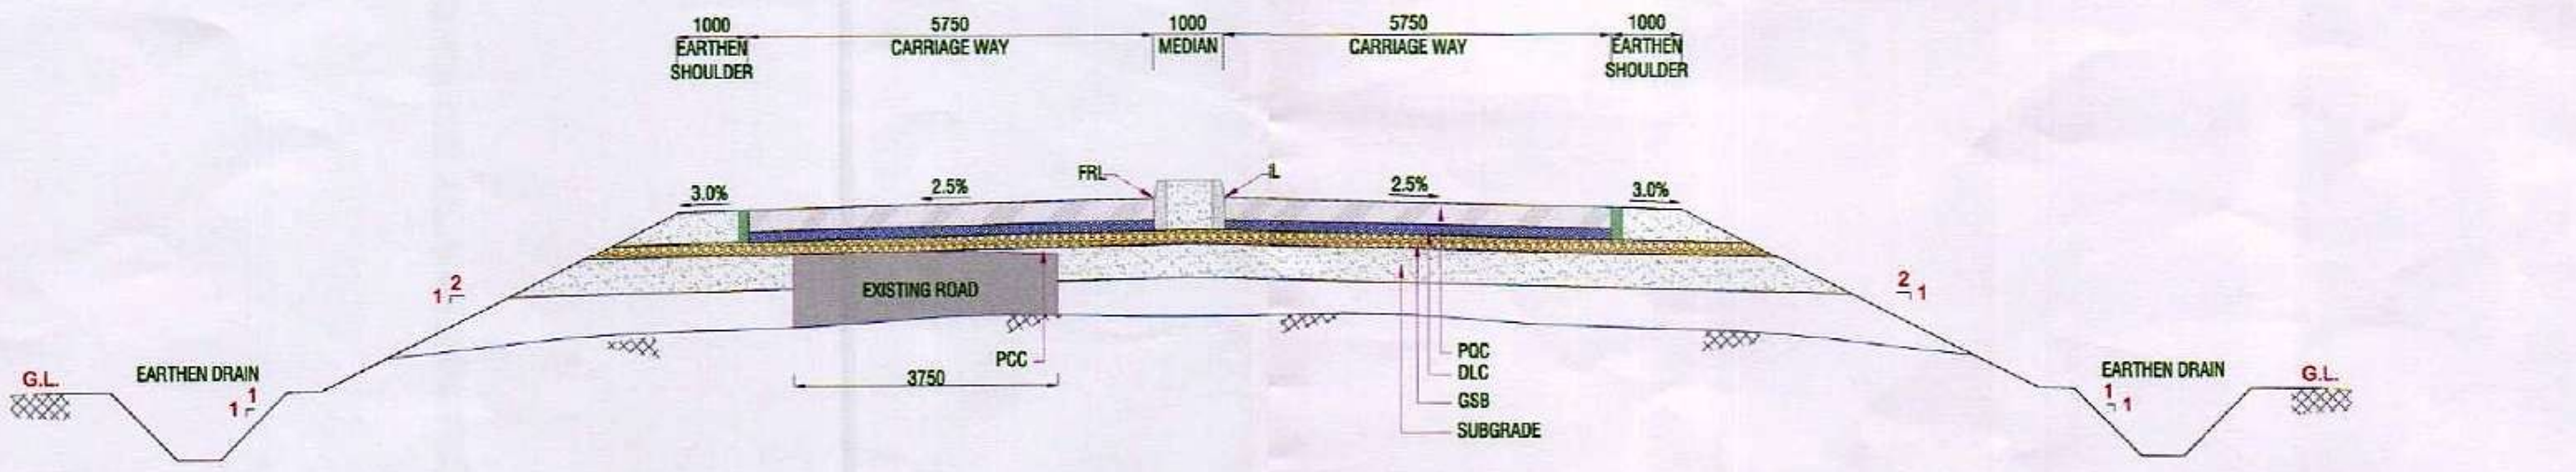 1000
5750
1000
5750
1000
EARTHEN
SHOULDER
CARRIAGE WAY
MEDIAN
CARRIAGE WAY
EARTHEN
SHOULDER
3.0%
2.5%
FRL
2.5%
3.0%
2
1
EXISTING ROAD
2
1
PCC
3750
PQC
DLC
GSB
SUBGRADE
G.L.
EARTHEN DRAIN
1
1
EARTHEN DRAIN
1
1
G.L.